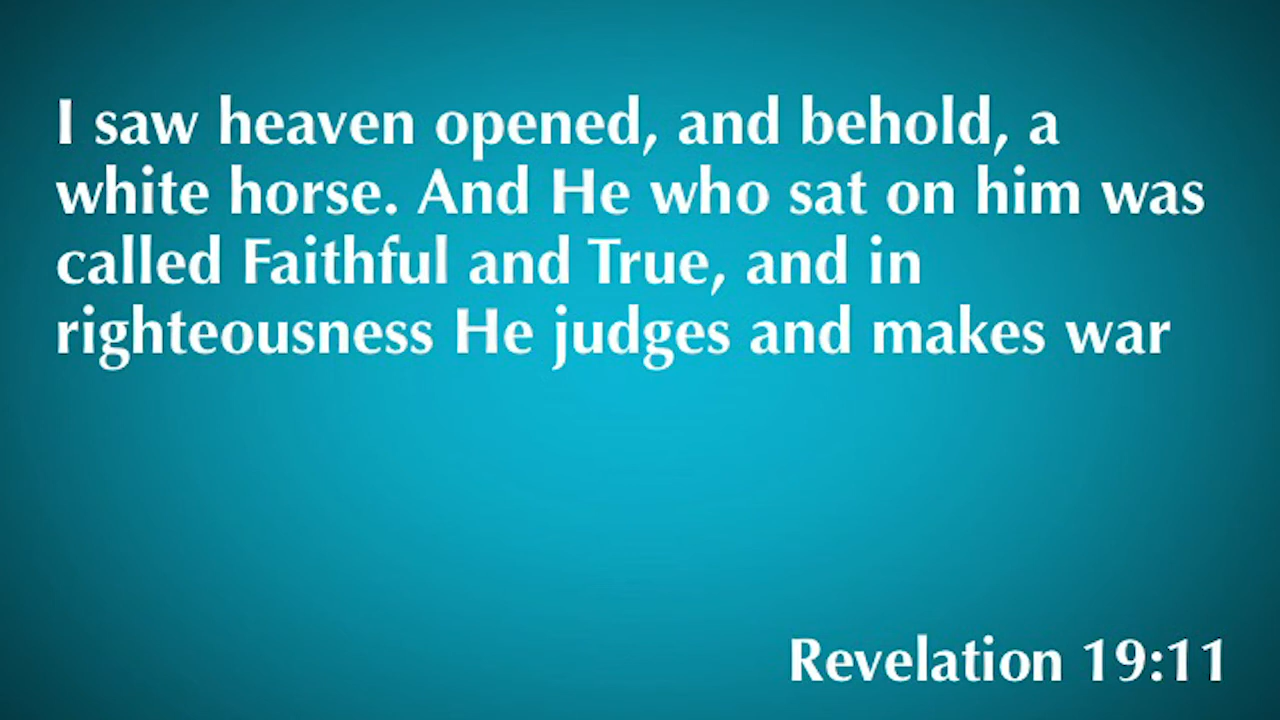 I saw heaven opened, and behold, a
white horse. And He who sat on him was
called Faithful and True, and in
righteousness He judges and makes war
Revelation 19:11